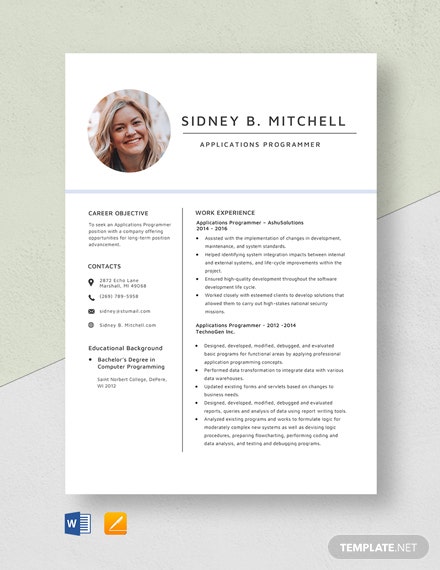 SIDNEY B. MITCHELL
APPLICATIONS PROGRAMMER
CAREER OBJECTIVE
To seek an Applications Programmer
position with a company offering
opportunities for long-term position
advancement.
CONTACTS
2872 Echo Lane
Marshall, MI 49068
(269) 789-5958
sidney@stsmail.com
Sidney B. Mitchell.com
Educational Background
Bachelor's Degree in
Computer Programming
Saint Norbert College, DePere,
WI 2012
WORK EXPERIENCE
Applications Programmer – AshuSolutions
2014 - 2016
• Assisted with the implementation of changes in development,
maintenance, and system standards.
• Helped identifying system integration impacts between internal
and external systems, and life-cycle improvements within the
project.
• Ensured high-quality development throughout the software
development life cycle.
• Worked closely with esteemed clients to develop solutions that
allowed them to carry out high-stakes national security
missions.
Applications Programmer - 2012 -2014
TechnoGen Inc.
• Designed, developed, modified, debugged, and evaluated
basic programs for functional areas by applying professional
application programming concepts.
• Performed data transformation to integrate data with various
data warehouses.
• Updated existing forms and servlets based on changes to
business needs.
• Designed, developed, modified, debugged and evaluated
reports, queries and analysis of data using report writing tools.
• Analyzed existing programs and works to formulate logic for
moderately complex new systems as well as devising logic
procedures, preparing flowcharting, performing coding and
data analysis, and testing and debugging programs.
W
TEMPLATE.NET